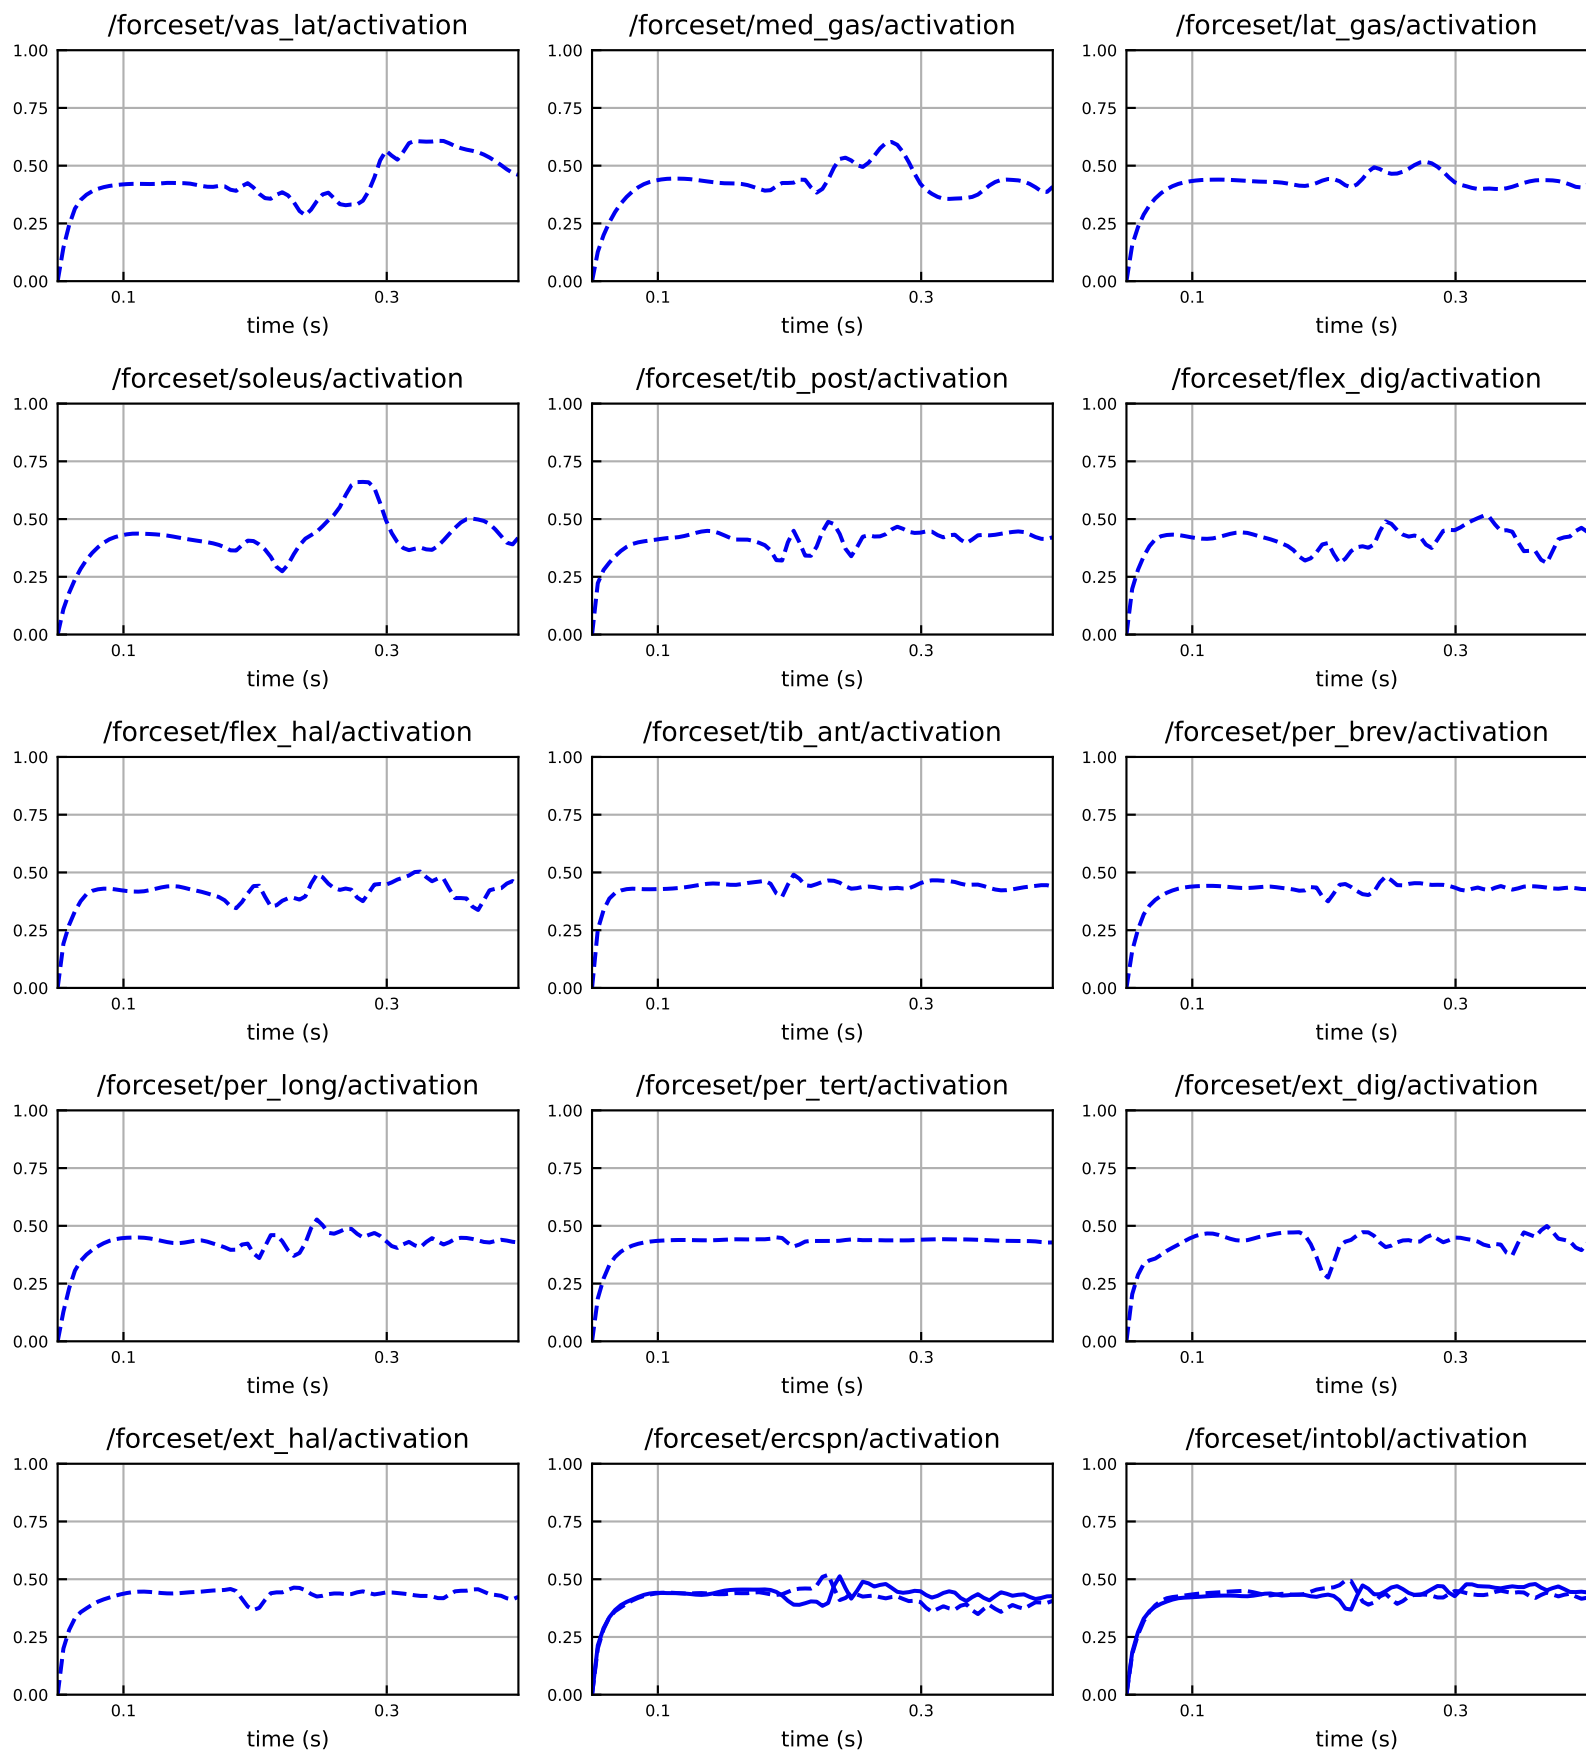 /forceset/vas_lat/activation /forceset/med_gas/activation /forceset/lat_gas/activation
1.00 1.00 1.00
0.75 0.75 0.75
0.50 0.50 0.50
0.25 0.25 0.25
0.00 0.00 0.00
0.1 0.3 0.1 0.3 0.1 0.3
time (s) time (s) time (s)
/forceset/soleus/activation /forceset/tib_post/activation /forceset/flex_dig/activation
1.00 1.00 1.00
0.75 0.75 0.75
0.50 0.50 0.50
0.25 0.25 0.25
0.00 0.00 0.00
0.1 0.3 0.1 0.3 0.1 0.3
time (s) time (s) time (s)
/forceset/flex_hal/activation /forceset/tib_ant/activation /forceset/per_brev/activation
1.00 1.00 1.00
0.75 0.75 0.75
0.50 0.50 0.50
0.25 0.25 0.25
0.00 0.00 0.00
0.1 0.3 0.1 0.3 0.1 0.3
time (s) time (s) time (s)
/forceset/per_long/activation /forceset/per_tert/activation /forceset/ext_dig/activation
1.00 1.00 1.00
0.75 0.75 0.75
0.50 0.50 0.50
0.25 0.25 0.25
0.00 0.00 0.00
0.1 0.3 0.1 0.3 0.1 0.3
time (s) time (s) time (s)
/forceset/ext_hal/activation /forceset/ercspn/activation /forceset/intobl/activation
1.00 1.00 1.00
0.75 0.75 0.75
0.50 0.50 0.50
0.25 0.25 0.25
0.00 0.00 0.00
0.1 0.3 0.1 0.3 0.1 0.3
time (s) time (s) time (s)